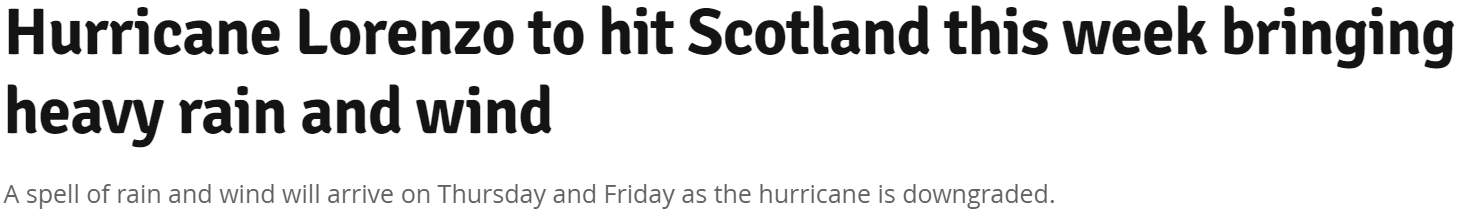 Hurricane Lorenzo to hit Scotland this week bringing
heavy rain and wind
A spell of rain and wind will arrive on Thursday and Friday as the hurricane is downgraded.